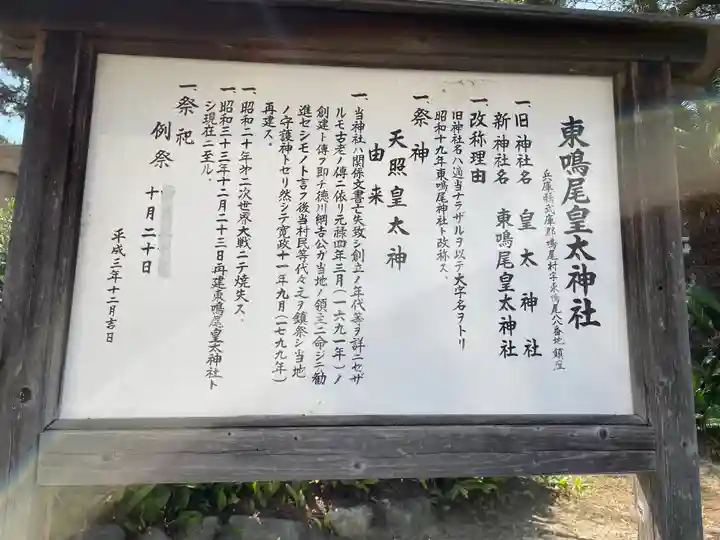 東鳴尾皇太神社
兵庫県武庫郡鳴尾村字東鳴尾八八番地鎮座
一、旧神社名 皇太神社
新神社名 東鳴尾皇太神社
一、改称理由
旧神社名ハ適当ナラザルヲ以テ大字名ヲトリ
昭和十九年東鳴尾神社ト改称ス。
一、祭神
天照皇太神
由来
一、当神社ハ関係文書亡失致シ創立ノ年代等ヲ詳ニセザ
ルモ古老ノ傳ニ依リ元禄四年三月(一六九一年)ノ
創建ト傳フ即チ徳川綱吉公ガ当地ノ領主ニ命ジニ勧
進セシモノト言フ後当村民等代々之ヲ鎮祭シ当地
ノ守護神トセリ然シテ寛政十一年九月(一七九九年)
再建ス。
一、昭和二十年才二次世界大戦ニテ焼失ス。
一、昭和三十三年十二月二十三日再建東鳴尾皇太神社ト
シ現在ニ至ル。
一、祭祀
例祭 十月二十日
平成三年十二月吉日